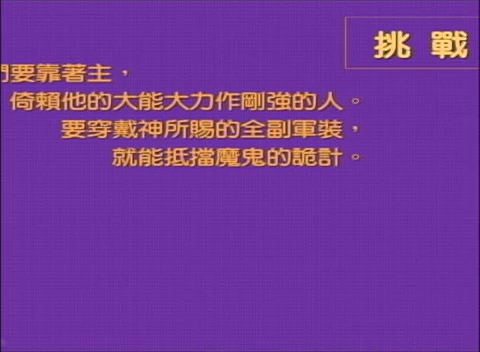 挑戰
們要靠著主，
倚賴他的大能大力作剛強的人。
要穿戴神所賜的全副軍裝，
就能抵擋魔鬼的詭計。